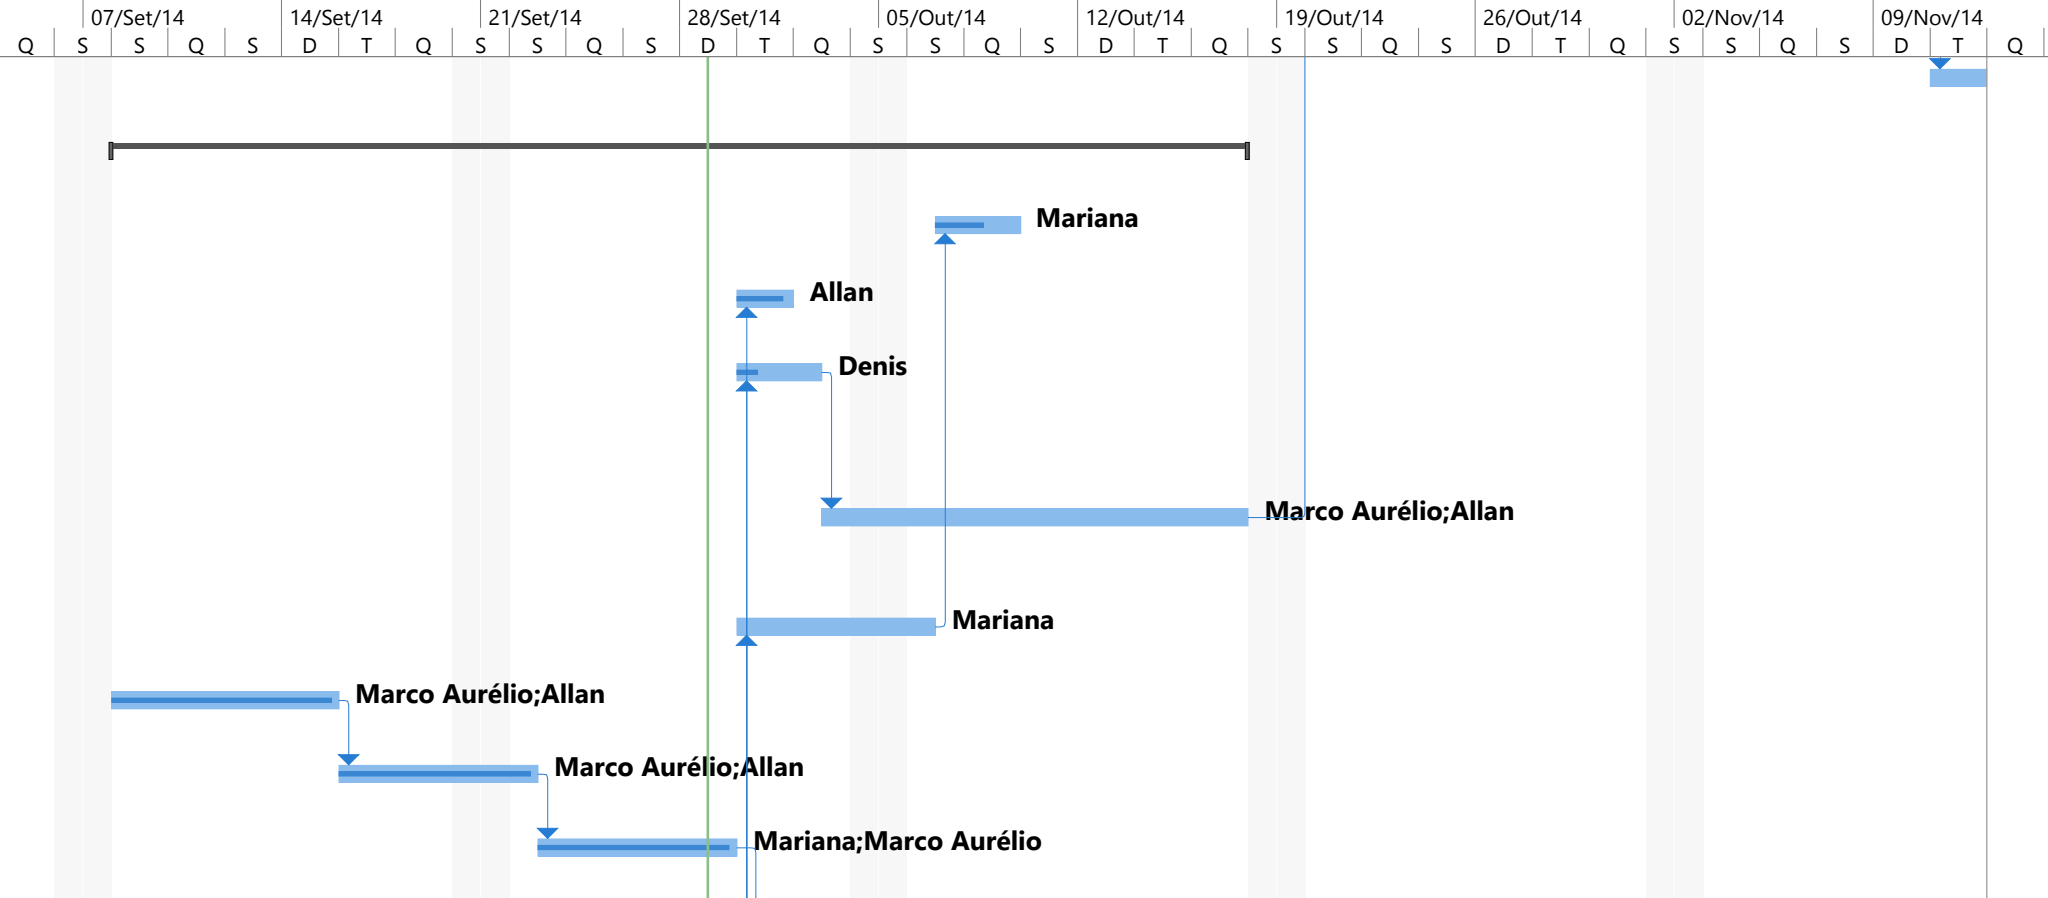 07/Set/14 14/Set/14 21/Set/14 28/Set/14 05/Out/14 12/Out/14 19/Out/14 26/Out/14 02/Nov/14 09/Nov/14
Q S S Q S D T Q S S Q S D T Q S S Q S D T Q S S Q S D T Q S S Q S D T Q
Mariana
Allan
Denis
Marco Aurélio;Allan
Mariana
Marco Aurélio;Allan
Marco Aurélio;Allan
Mariana;Marco Aurélio